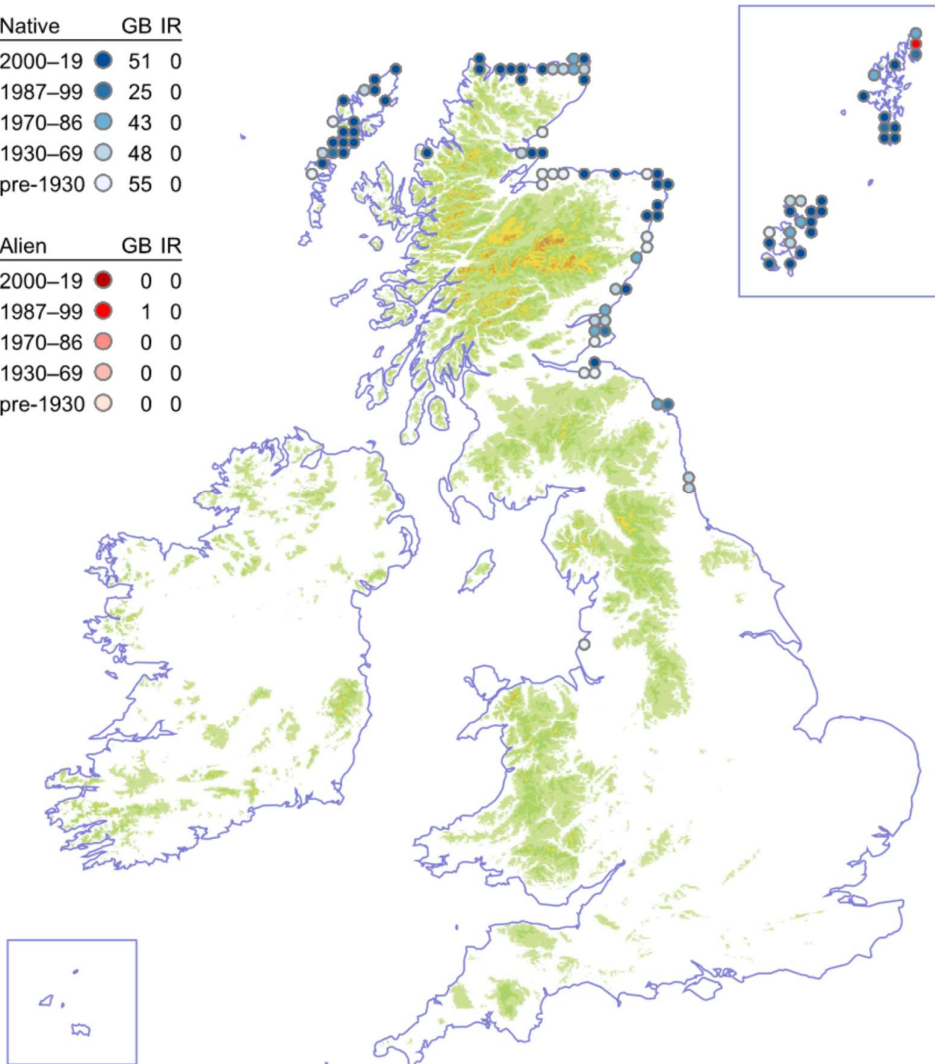 Native GB IR
2000–19 51 0
1987–99 25 0
1970–86 43 0
1930–69 48 0
pre-1930 55 0
Alien GB IR
2000–19 0 0
1987–99 1 0
1970–86 0 0
1930–69 0 0
pre-1930 0 0